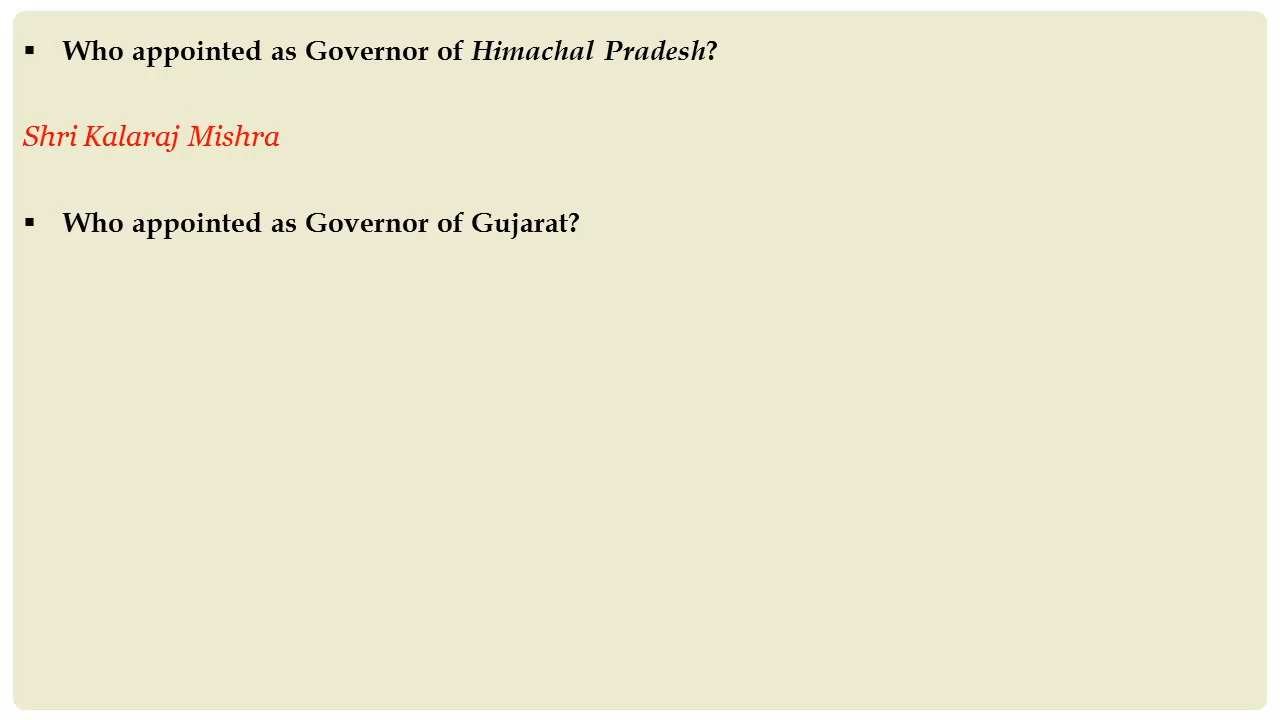 ▪ Who appointed as Governor of Himachal Pradesh?
Shri Kalaraj Mishra
▪ Who appointed as Governor of Gujarat?